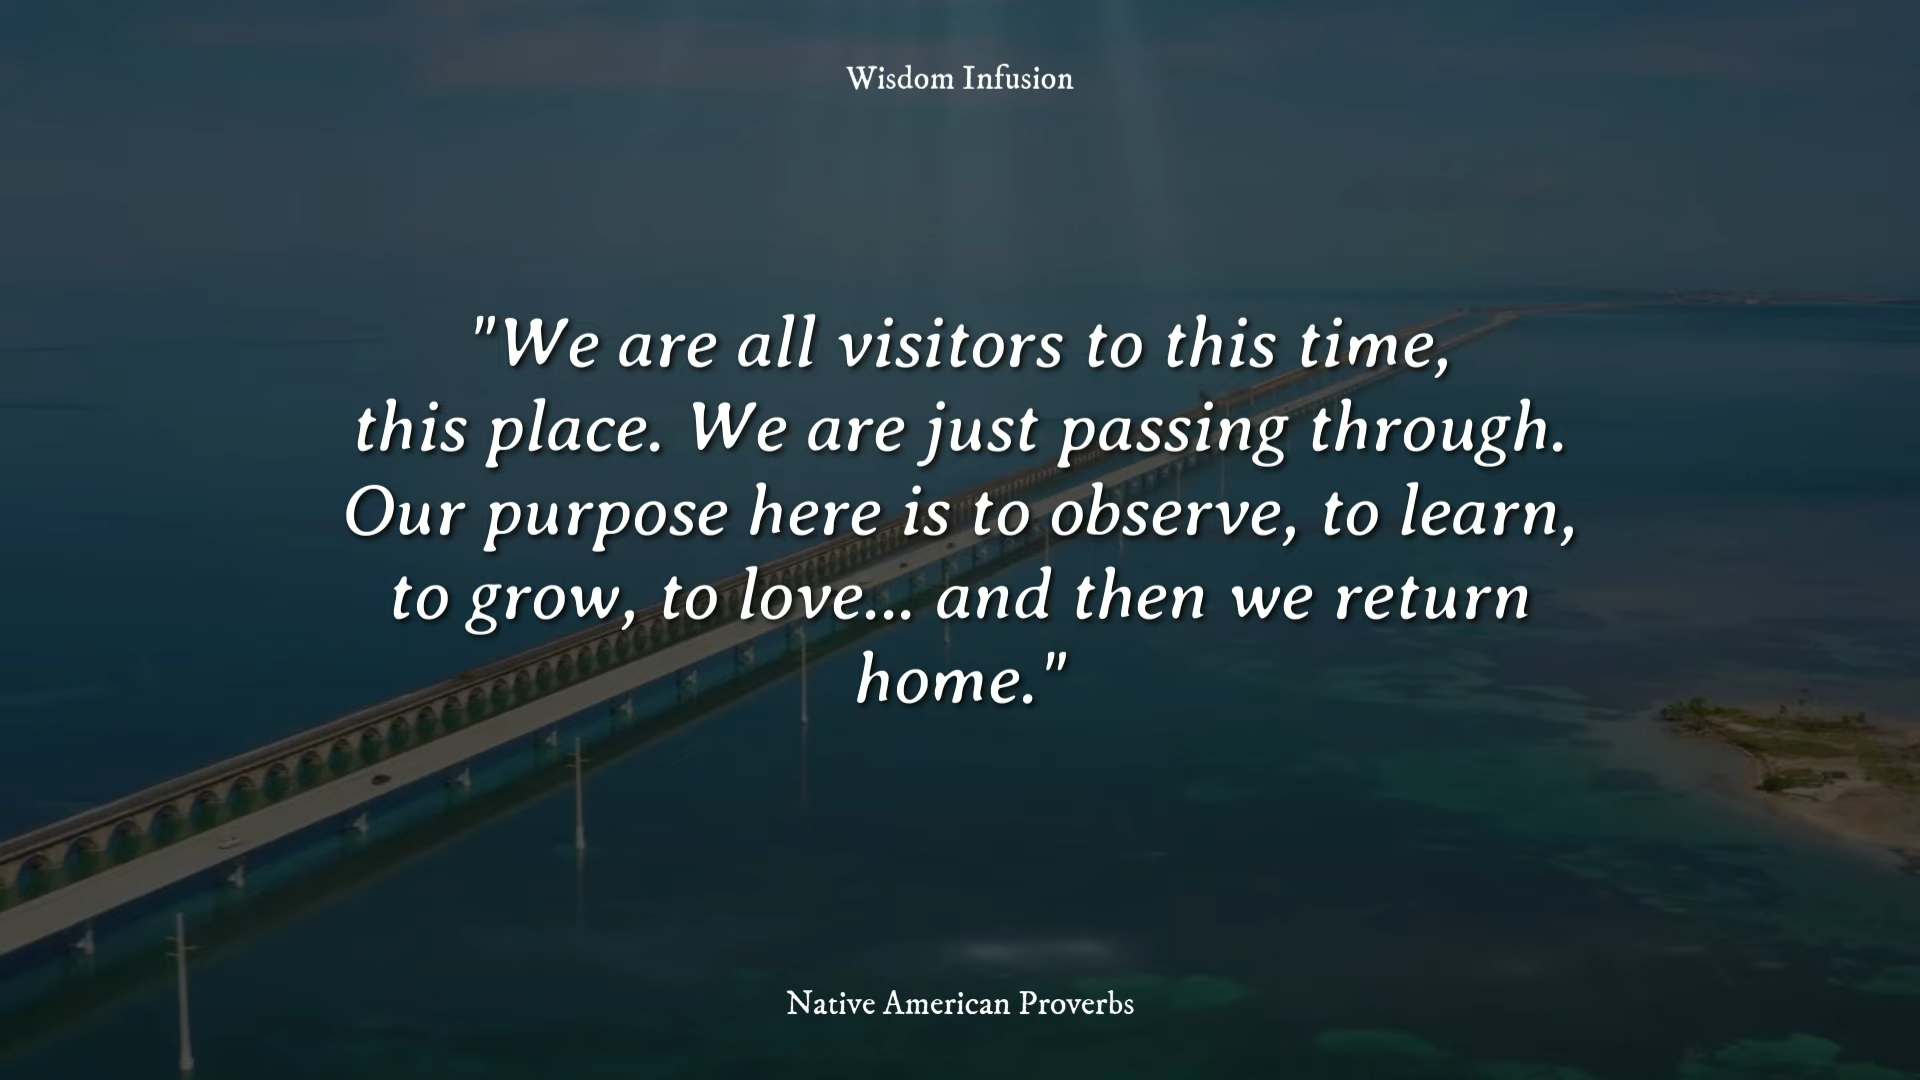 Wisdom Infusion
"We are all visitors to this time,
this place. We are just passing through.
Our purpose here is to observe, to learn,
to grow, to love... and then we return
home."
Native American Proverbs